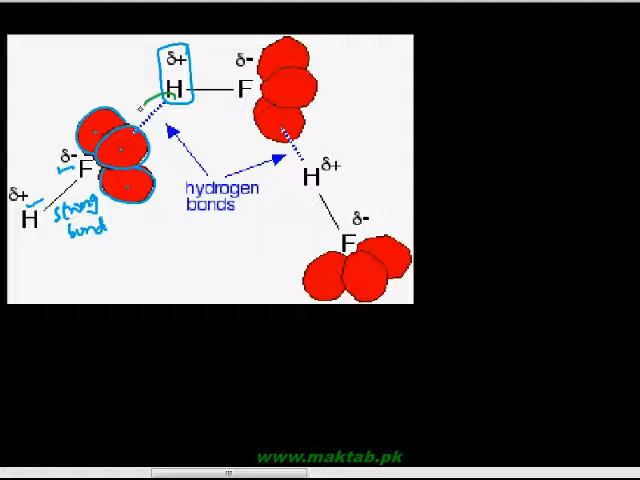 δ+
H F
δ-
δ-
F
δ+
H
strong
bond
hydrogen
bonds
H
δ+
δ-
F
www.maktab.pk